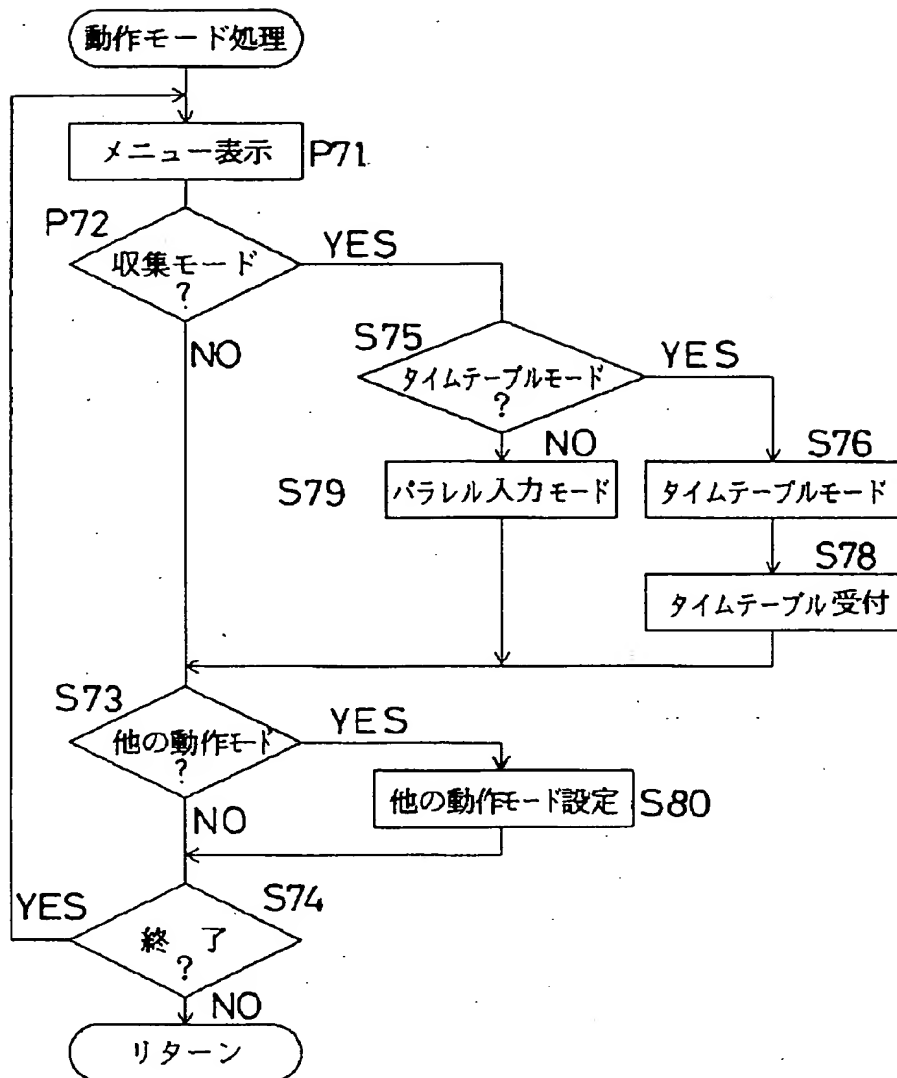 動作モード処理
メニュー表示
P71
P72
収集モード
?
YES
NO
S75
タイムテーブルモード
?
YES
NO
S76
S79
パラレル入力モード
タイムテーブルモード
S78
タイムテーブル受付
S73
他の動作モード
?
YES
NO
他の動作モード設定
S80
S74
YES
終了
?
NO
リターン